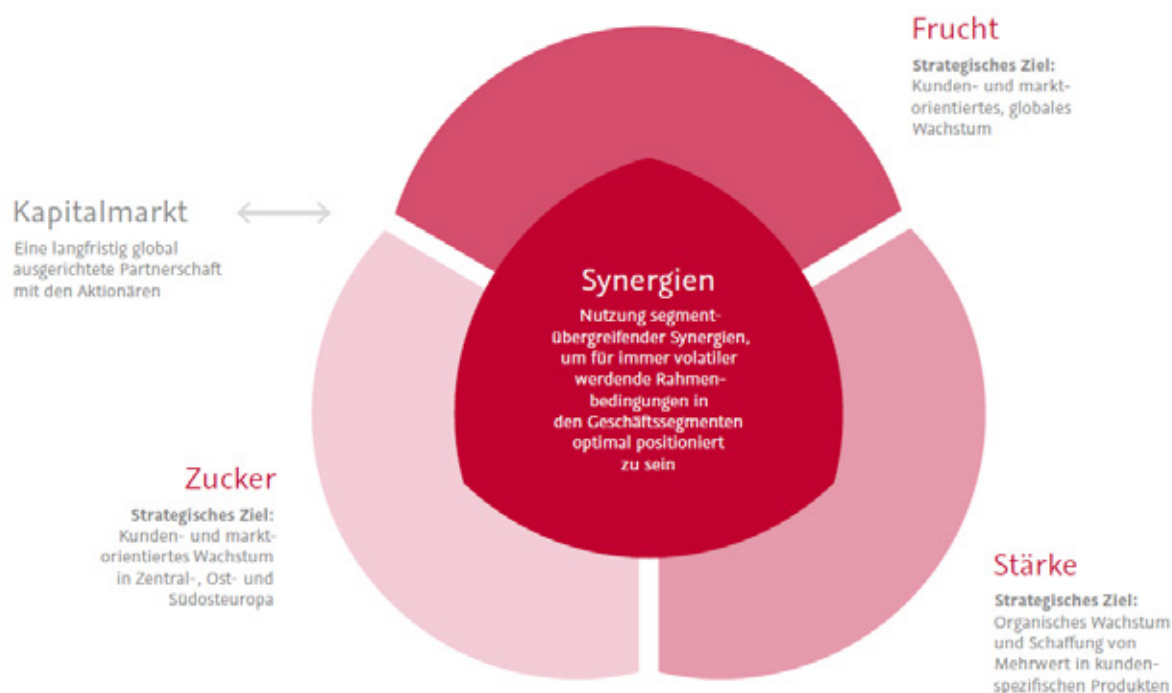 Frucht
Strategisches Ziel:
Kunden- und markt-
orientiertes, globales
Wachstum
Kapitalmarkt
Eine langfristig global
ausgerichtete Partnerschaft
mit den Aktionären
Synergien
Nutzung segment-
übergreifender Synergien,
um für immer volatiler
werdende Rahmen-
bedingungen in
den Geschäftssegmenten
optimal positioniert
zu sein
Zucker
Strategisches Ziel:
Kunden- und markt-
orientiertes Wachstum
in Zentral-, Ost- und
Südosteuropa
Stärke
Strategisches Ziel:
Organisches Wachstum
und Schaffung von
Mehrwert in kunden-
spezifischen Produkten